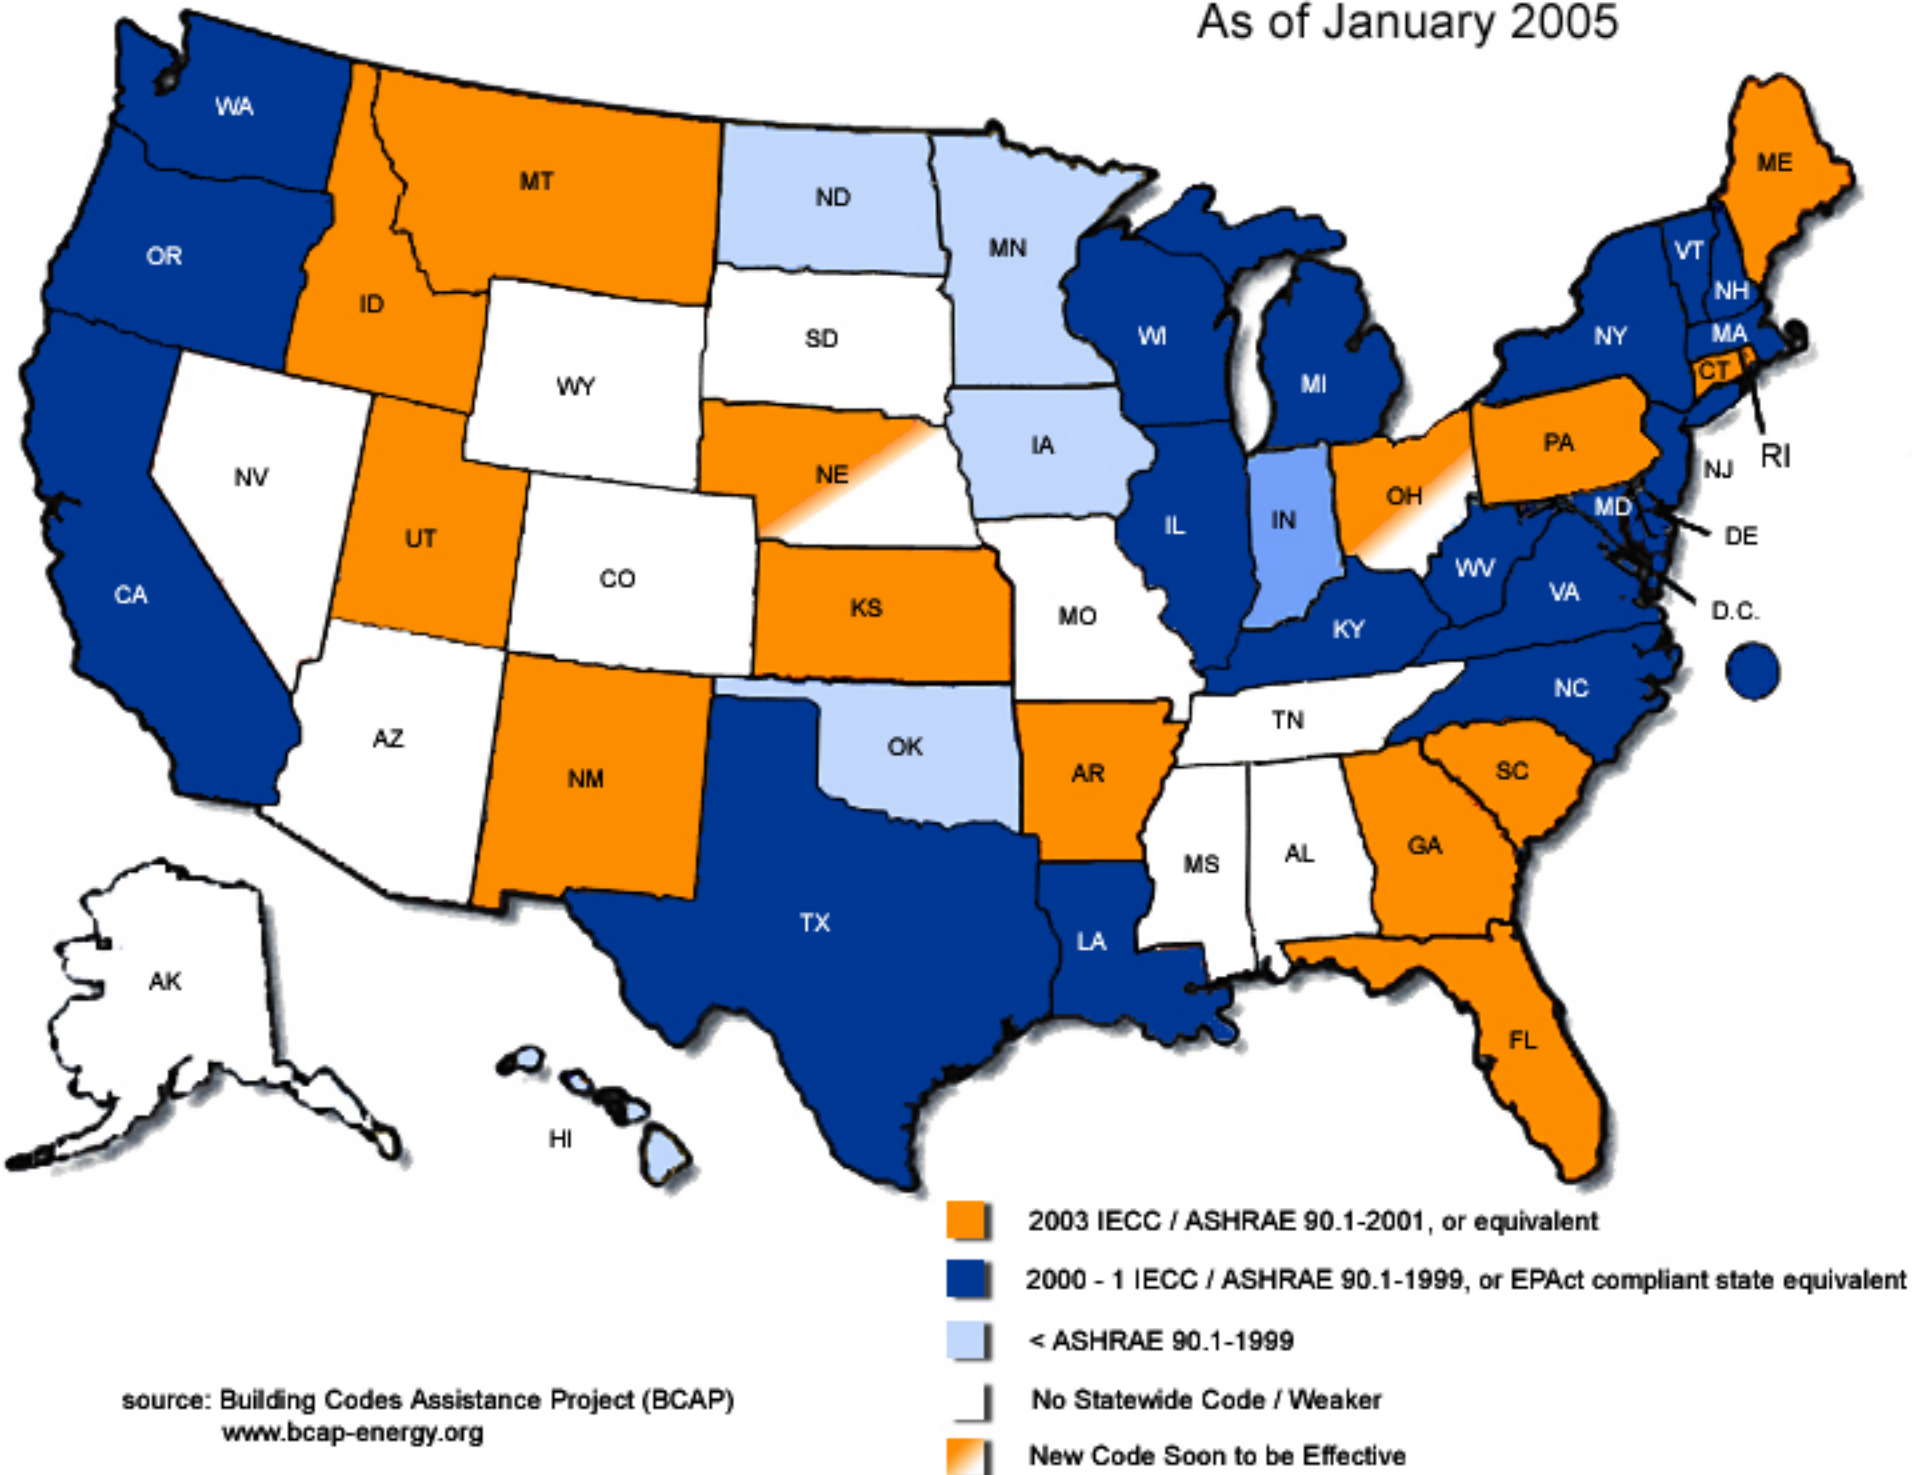 As of January 2005
WA
MT
ND
MN
ME
OR
ID
SD
WI
MI
NY
VT
NH
MA
CT
RI
WY
NE
IA
PA
NJ
NV
UT
CO
KS
MO
IL
IN
OH
MD
DE
WV
VA
D.C.
CA
KY
NC
AZ
NM
OK
AR
TN
SC
MS
AL
GA
TX
LA
FL
AK
HI
2003 IECC / ASHRAE 90.1-2001, or equivalent
2000 - 1 IECC / ASHRAE 90.1-1999, or EPAct compliant state equivalent
< ASHRAE 90.1-1999
No Statewide Code / Weaker
New Code Soon to be Effective
source: Building Codes Assistance Project (BCAP)
www.bcap-energy.org